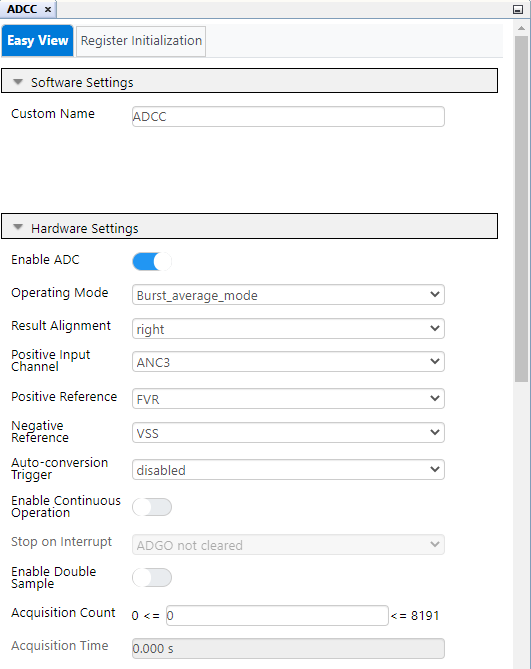 ADCC
Easy View Register Initialization
Software Settings
Custom Name ADCC
Hardware Settings
Enable ADC
Operating Mode Burst_average_mode
Result Alignment right
Positive Input
Channel ANC3
Positive Reference FVR
Negative
Reference VSS
Auto-conversion
Trigger disabled
Enable Continuous
Operation
Stop on Interrupt ADGO not cleared
Enable Double
Sample
Acquisition Count 0 <= 0 <= 8191
Acquisition Time 0.000 s